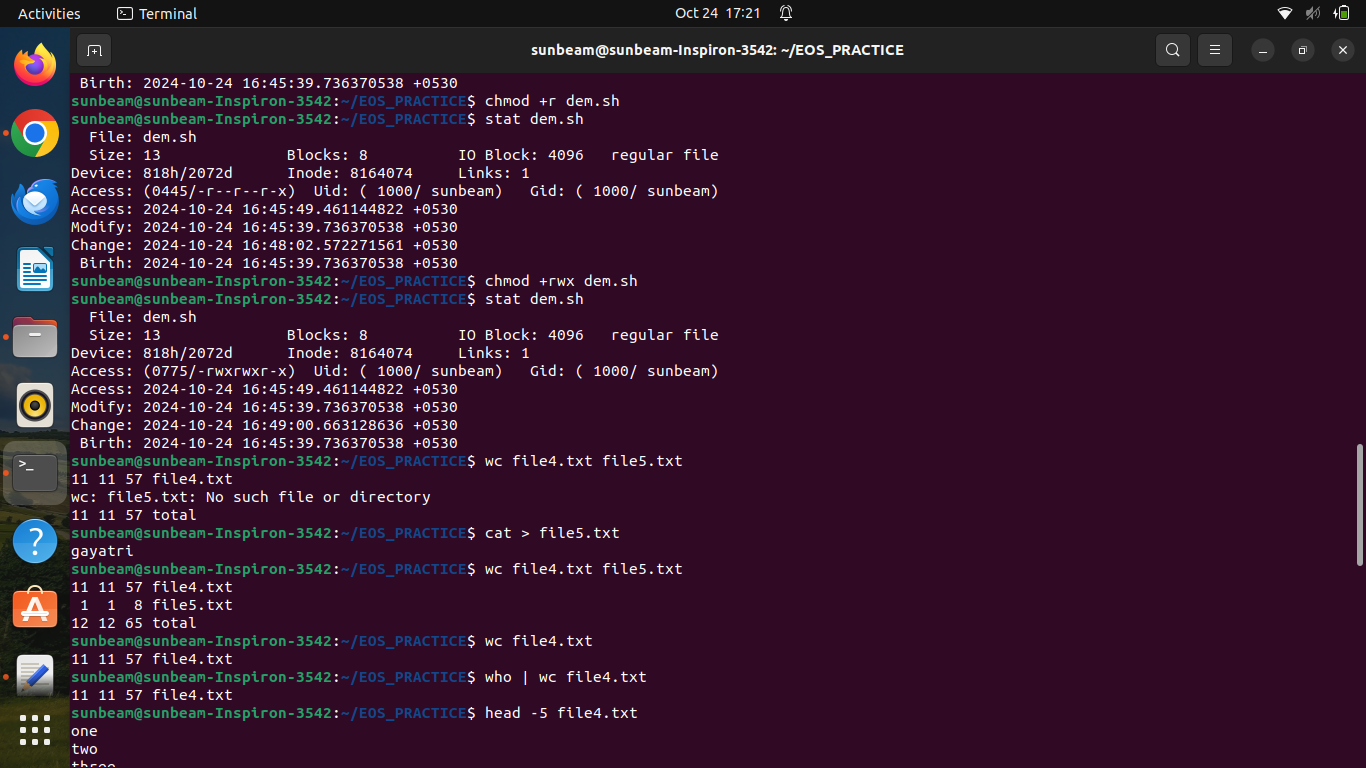 Activities Terminal Oct 24 17:21
sunbeam@sunbeam-Inspiron-3542: ~/EOS_PRACTICE
 Birth: 2024-10-24 16:45:39.736370538 +0530
sunbeam@sunbeam-Inspiron-3542:~/EOS_PRACTICE$ chmod +r dem.sh
sunbeam@sunbeam-Inspiron-3542:~/EOS_PRACTICE$ stat dem.sh
  File: dem.sh
  Size: 13              Blocks: 8          IO Block: 4096   regular file
Device: 818h/2072d      Inode: 8164074     Links: 1
Access: (0445/-r--r--r-x)  Uid: ( 1000/ sunbeam)   Gid: ( 1000/ sunbeam)
Access: 2024-10-24 16:45:49.461144822 +0530
Modify: 2024-10-24 16:45:39.736370538 +0530
Change: 2024-10-24 16:48:02.572271561 +0530
 Birth: 2024-10-24 16:45:39.736370538 +0530
sunbeam@sunbeam-Inspiron-3542:~/EOS_PRACTICE$ chmod +rwx dem.sh
sunbeam@sunbeam-Inspiron-3542:~/EOS_PRACTICE$ stat dem.sh
  File: dem.sh
  Size: 13              Blocks: 8          IO Block: 4096   regular file
Device: 818h/2072d      Inode: 8164074     Links: 1
Access: (0775/-rwxrwxr-x)  Uid: ( 1000/ sunbeam)   Gid: ( 1000/ sunbeam)
Access: 2024-10-24 16:45:49.461144822 +0530
Modify: 2024-10-24 16:45:39.736370538 +0530
Change: 2024-10-24 16:49:00.663128636 +0530
 Birth: 2024-10-24 16:45:39.736370538 +0530
sunbeam@sunbeam-Inspiron-3542:~/EOS_PRACTICE$ wc file4.txt file5.txt
11 11 57 file4.txt
wc: file5.txt: No such file or directory
11 11 57 total
sunbeam@sunbeam-Inspiron-3542:~/EOS_PRACTICE$ cat > file5.txt
gayatri
sunbeam@sunbeam-Inspiron-3542:~/EOS_PRACTICE$ wc file4.txt file5.txt
11 11 57 file4.txt
 1  1  8 file5.txt
12 12 65 total
sunbeam@sunbeam-Inspiron-3542:~/EOS_PRACTICE$ wc file4.txt
11 11 57 file4.txt
sunbeam@sunbeam-Inspiron-3542:~/EOS_PRACTICE$ who | wc file4.txt
11 11 57 file4.txt
sunbeam@sunbeam-Inspiron-3542:~/EOS_PRACTICE$ head -5 file4.txt
one
two
three